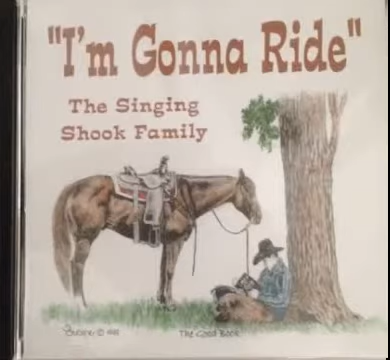 "I'm Gonna Ride"
The Singing
Shook Family
The Good Book